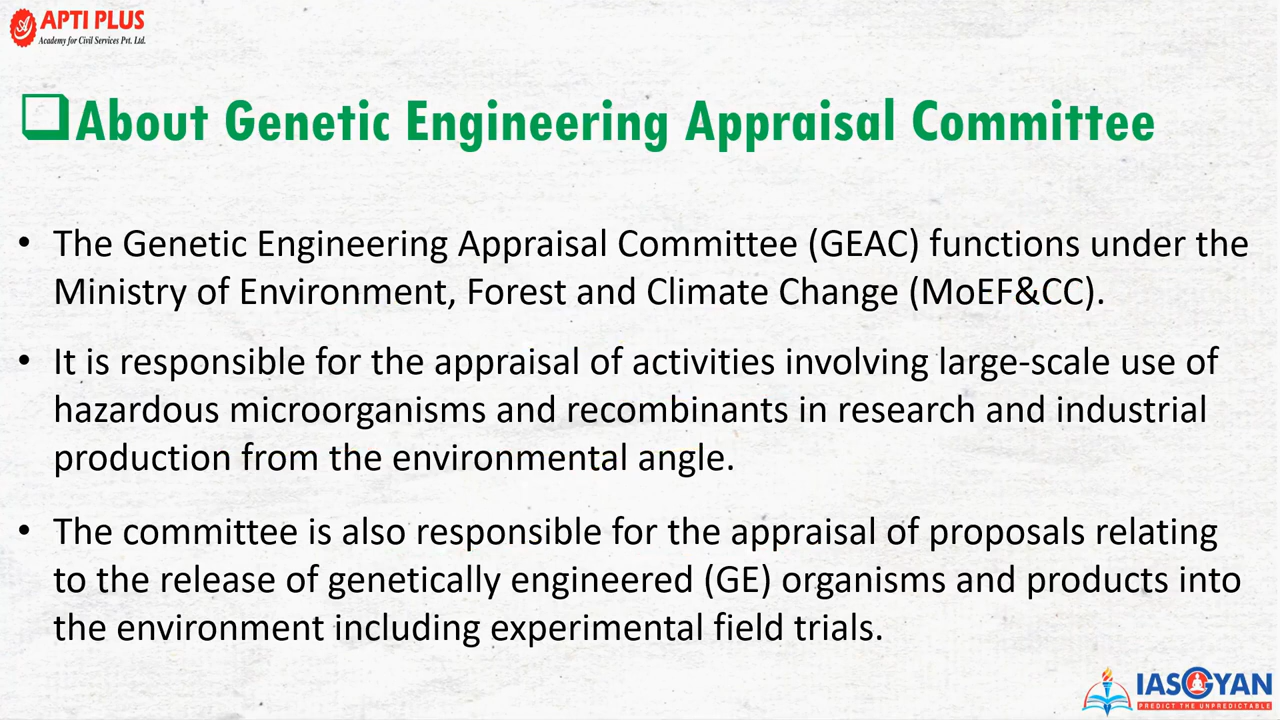 APTI PLUS
Academy for Civil Services Pvt. Ltd.
About Genetic Engineering Appraisal Committee
• The Genetic Engineering Appraisal Committee (GEAC) functions under the
Ministry of Environment, Forest and Climate Change (MoEF&CC).
• It is responsible for the appraisal of activities involving large-scale use of
hazardous microorganisms and recombinants in research and industrial
production from the environmental angle.
• The committee is also responsible for the appraisal of proposals relating
to the release of genetically engineered (GE) organisms and products into
the environment including experimental field trials.
IASGYAN
PREDICT THE UNPREDICTABLE